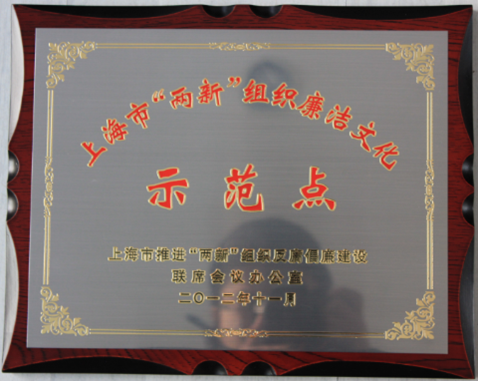 上海市“两新”组织廉洁文化
示范点
上海市推进“两新”组织反腐倡廉建设
联席会议办公室
二〇一二年十一月